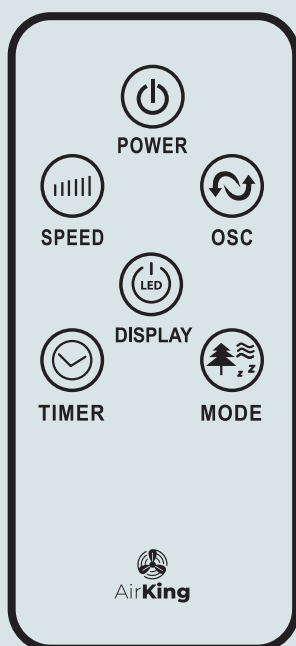 POWER
SPEED OSC
LED
DISPLAY
TIMER MODE
z z
AirKing